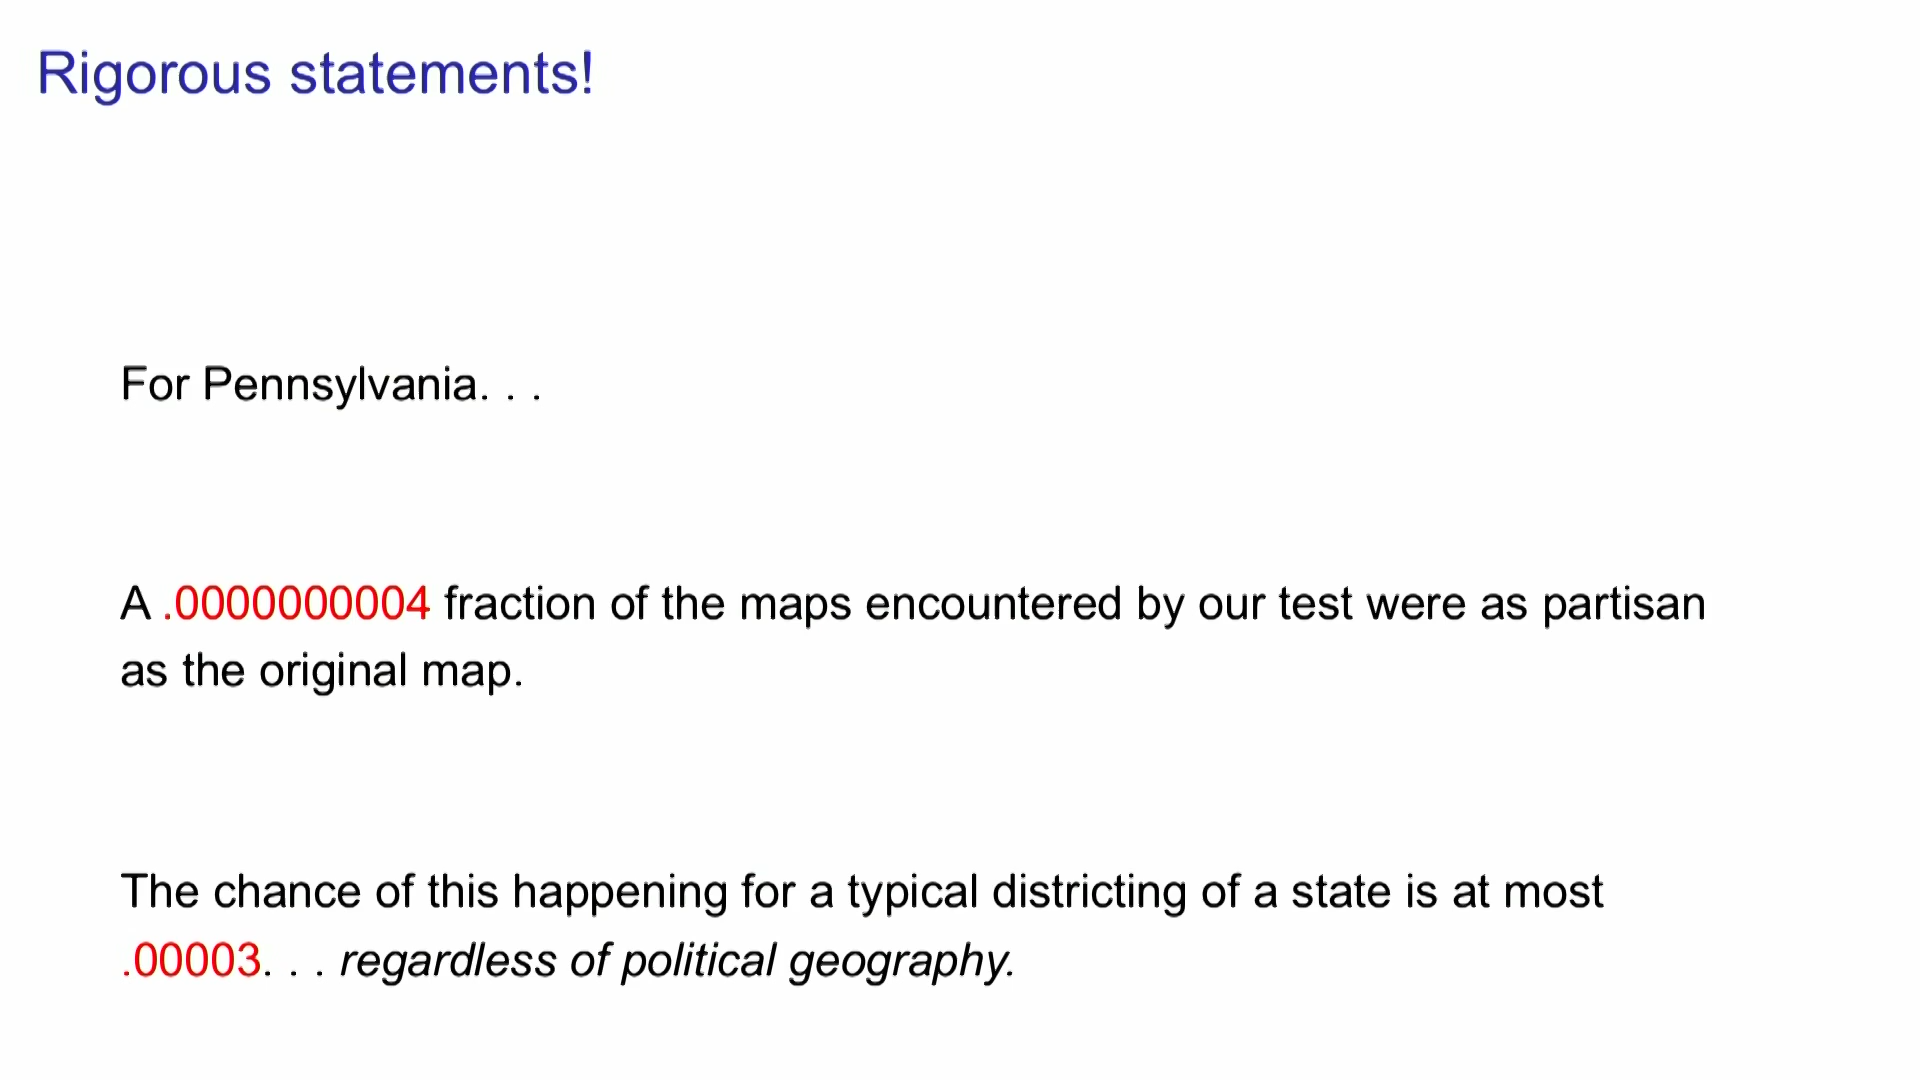 Rigorous statements!
For Pennsylvania. . .
A .0000000004 fraction of the maps encountered by our test were as partisan
as the original map.
The chance of this happening for a typical districting of a state is at most
.00003. . . regardless of political geography.